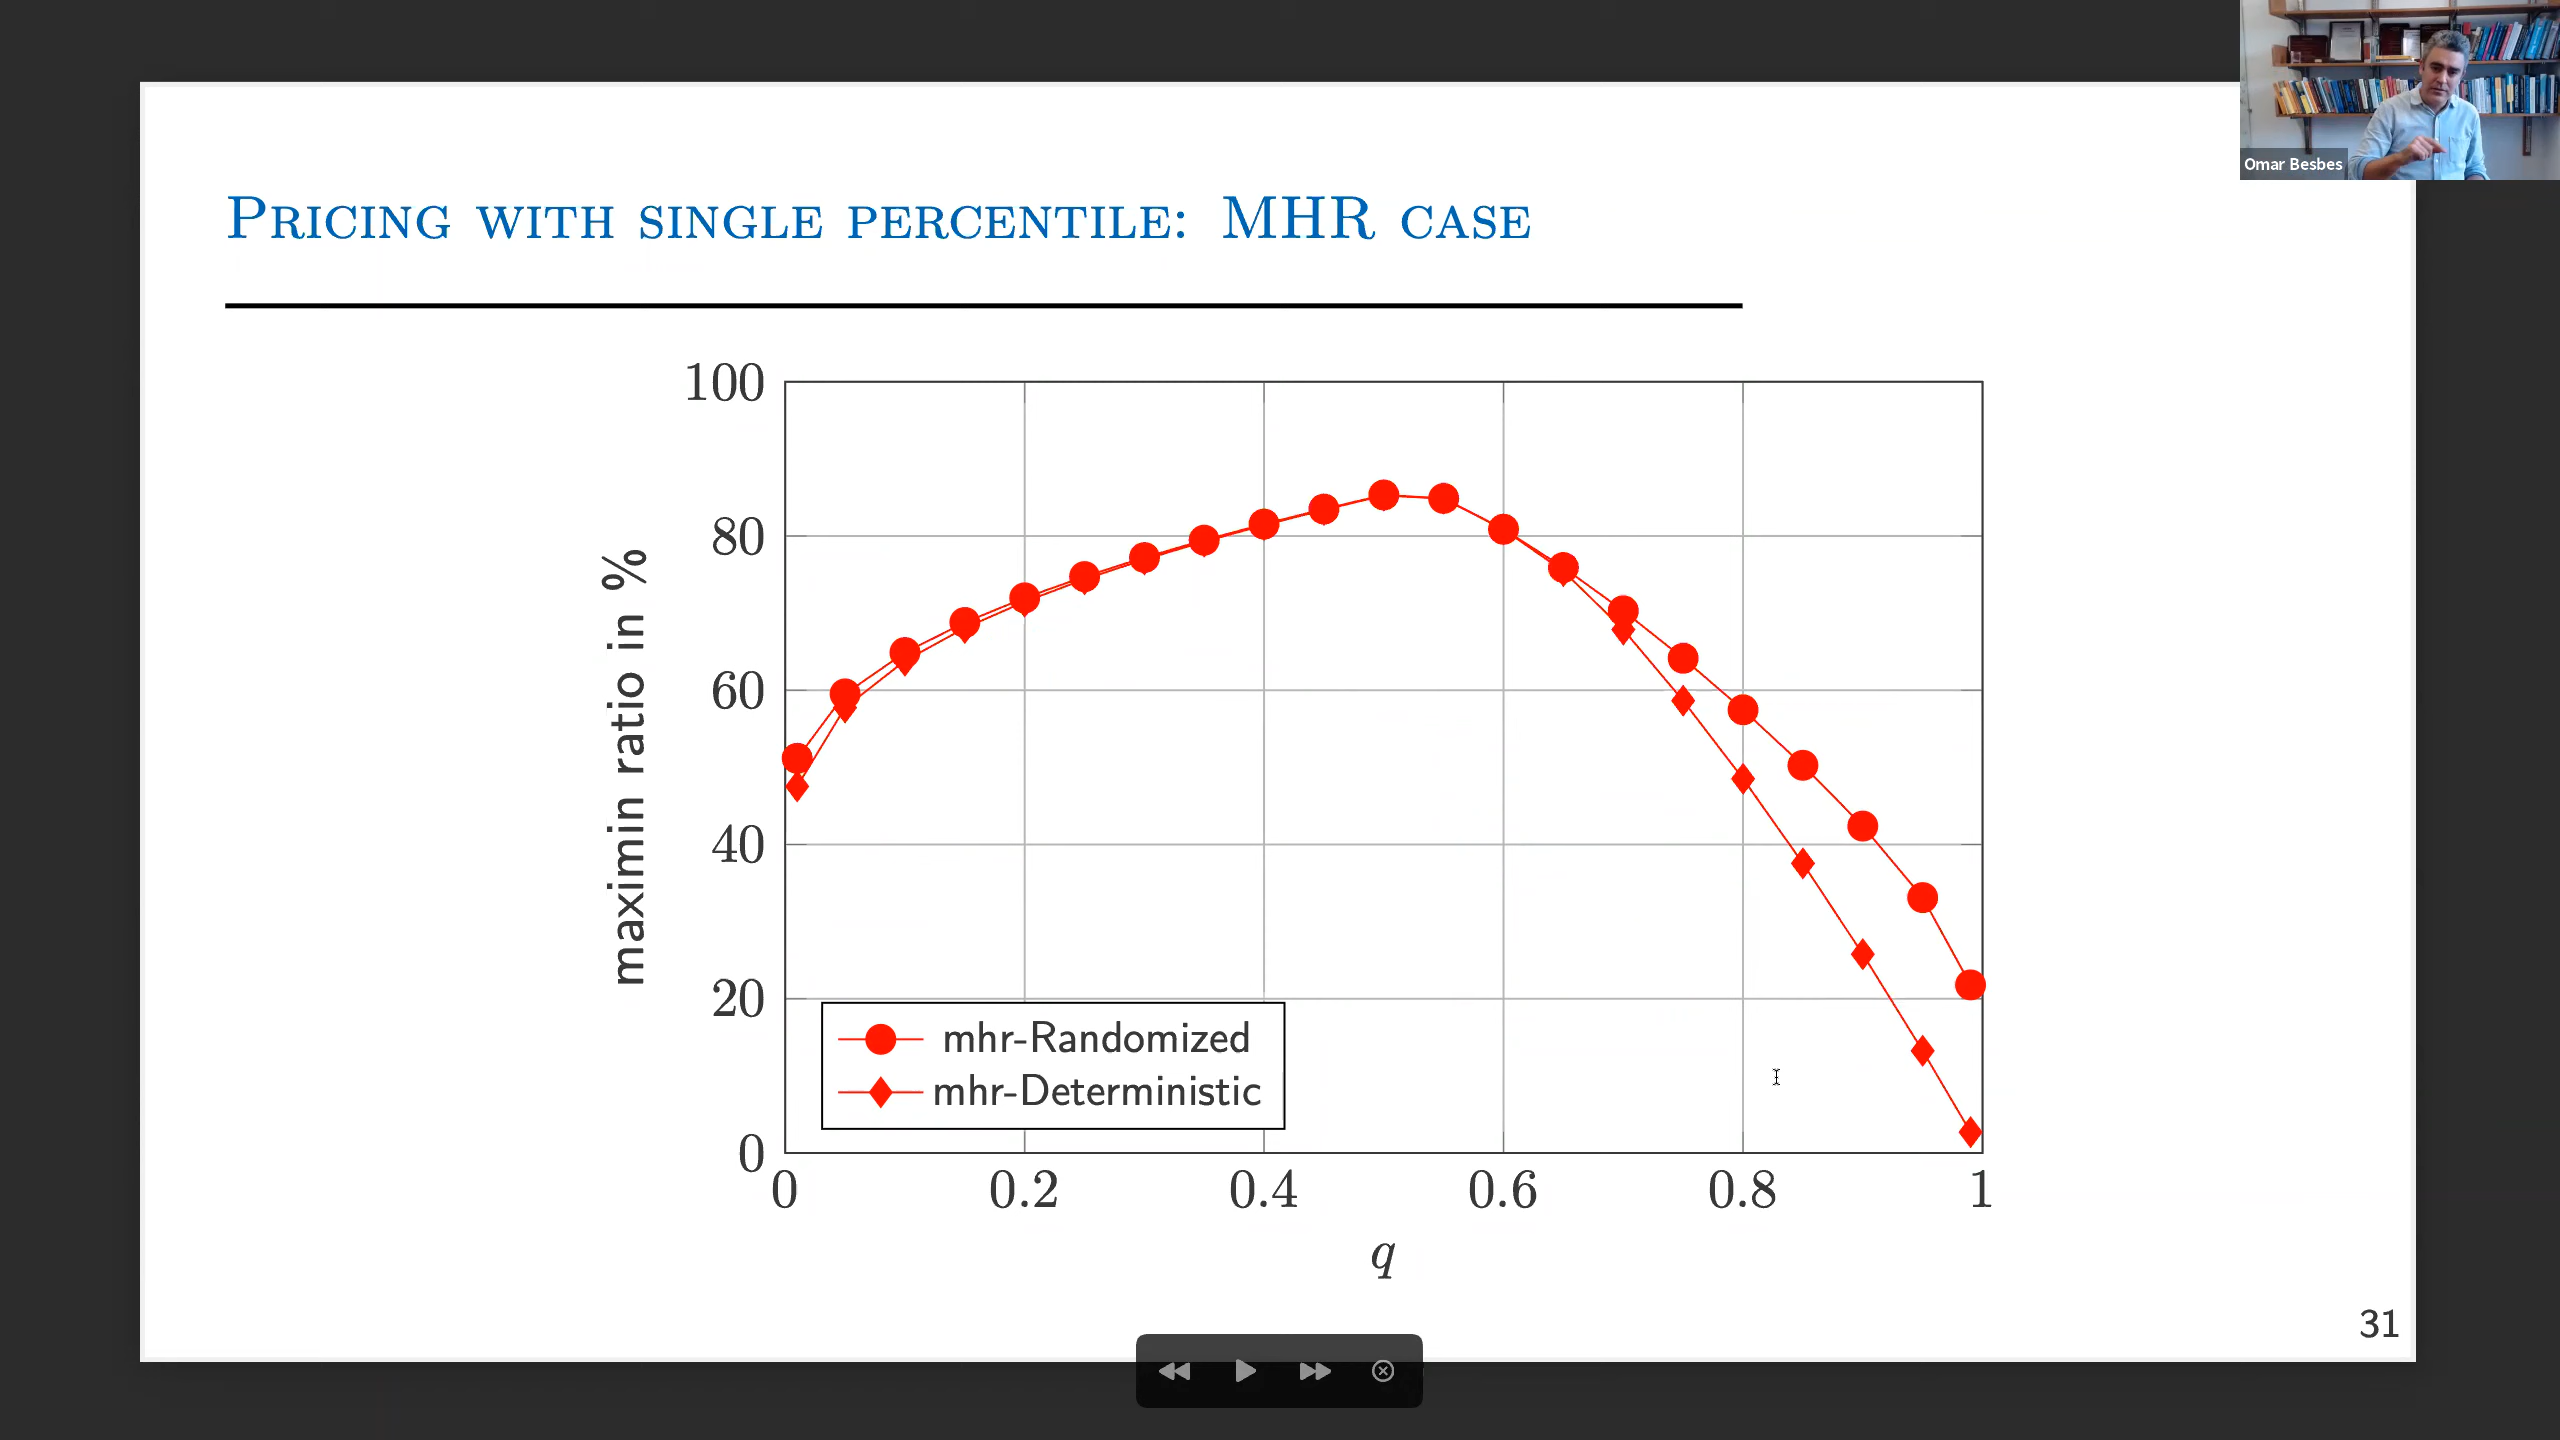 Omar Besbes
Pricing with single percentile: MHR case
100
80
60
40
20
0
maximin ratio in %
mhr-Randomized
mhr-Deterministic
0 0.2 0.4 0.6 0.8 1
q
31